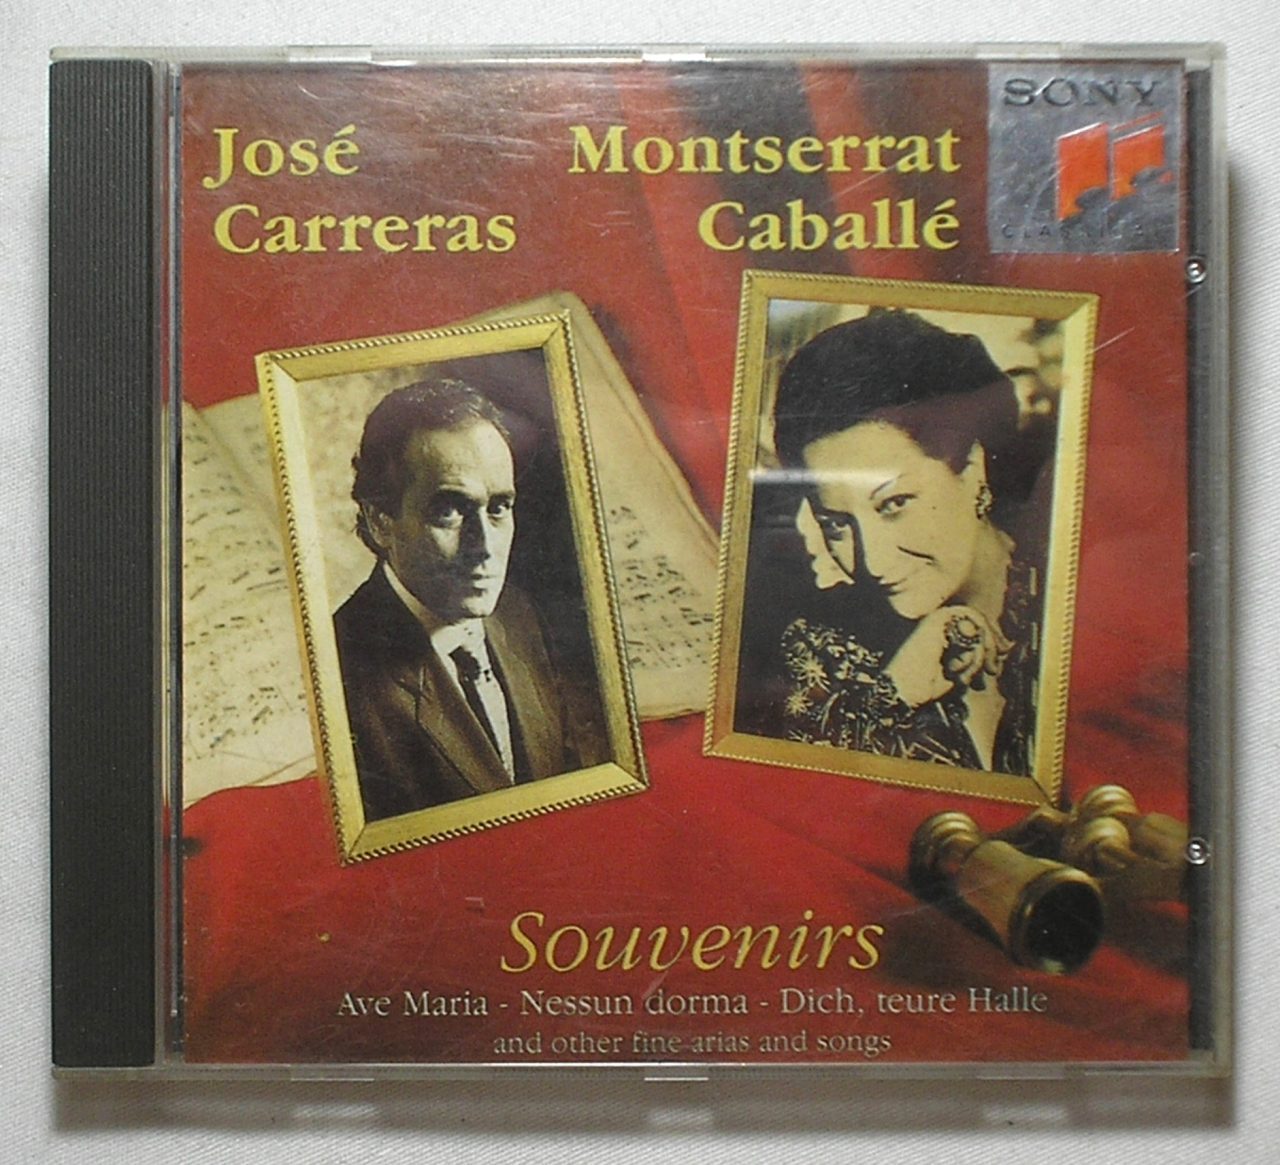 José
Carreras
Montserrat
Caballé
SONY
CLASSICAL
Souvenirs
Ave Maria - Nessun dorma - Dich, teure Halle
and other fine arias and songs